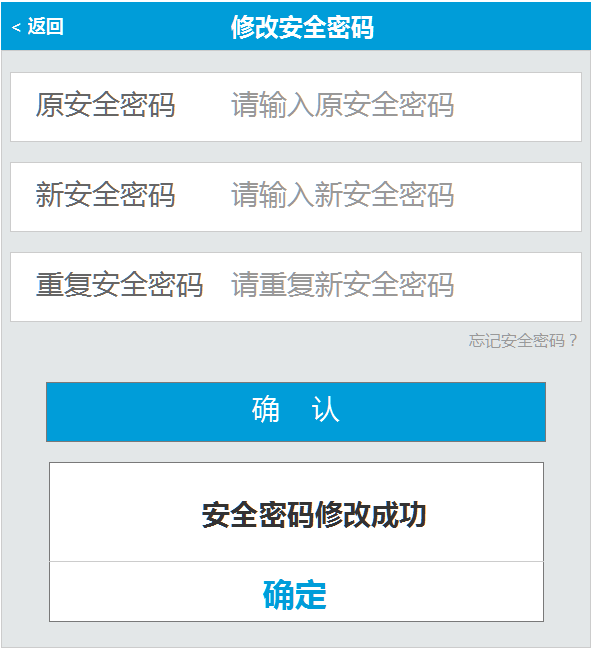 < 返回 修改安全密码
原安全密码 请输入原安全密码
新安全密码 请输入新安全密码
重复安全密码 请重复新安全密码
忘记安全密码？
确 认
安全密码修改成功
确定